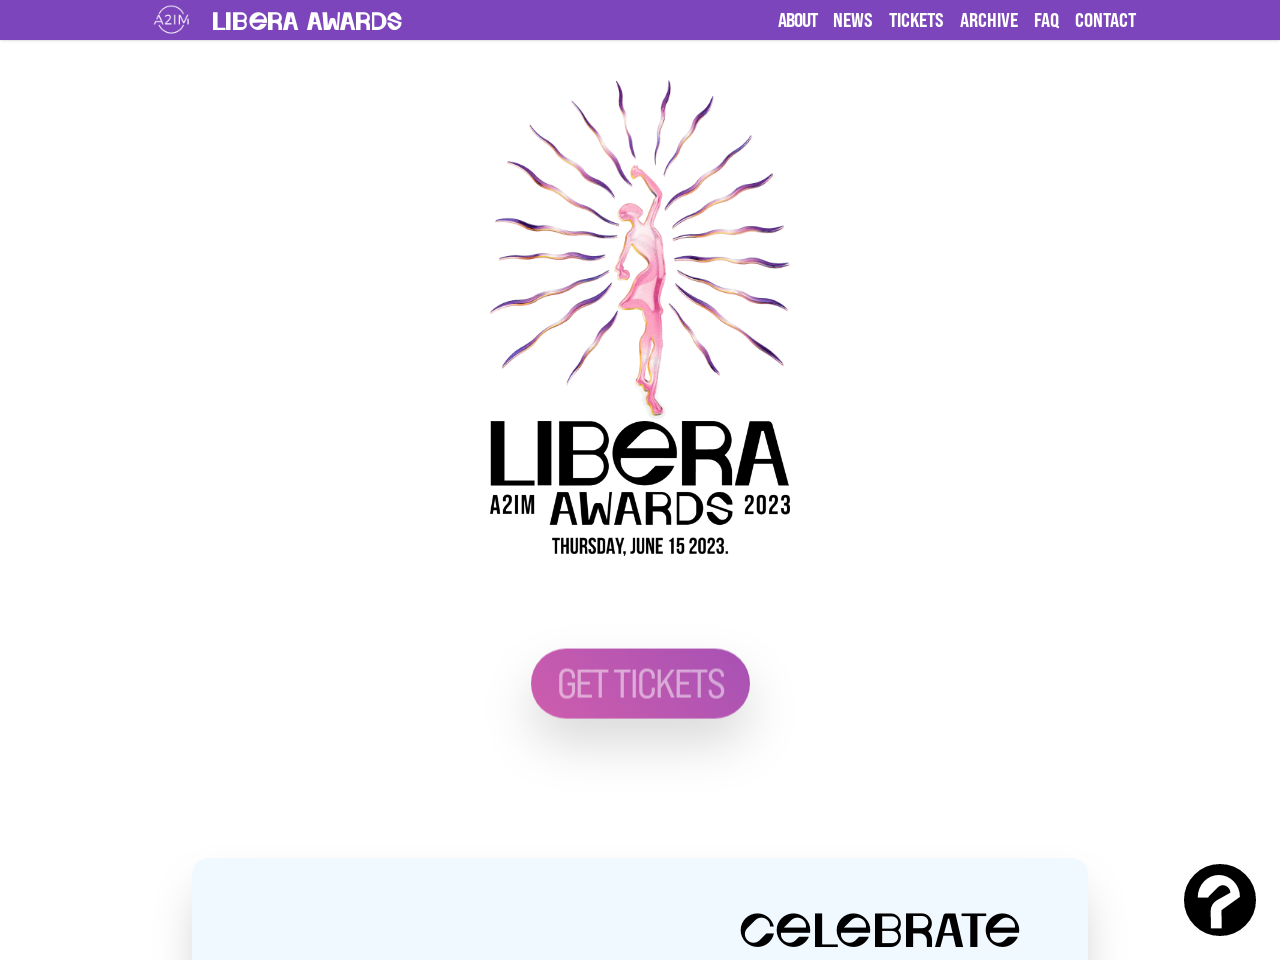 A2IM
LIBERA AWARDS
ABOUT NEWS TICKETS ARCHIVE FAQ CONTACT
LIBERA
A2IM AWARDS 2023
THURSDAY, JUNE 15 2023.
GET TICKETS
CELEBRATE
?